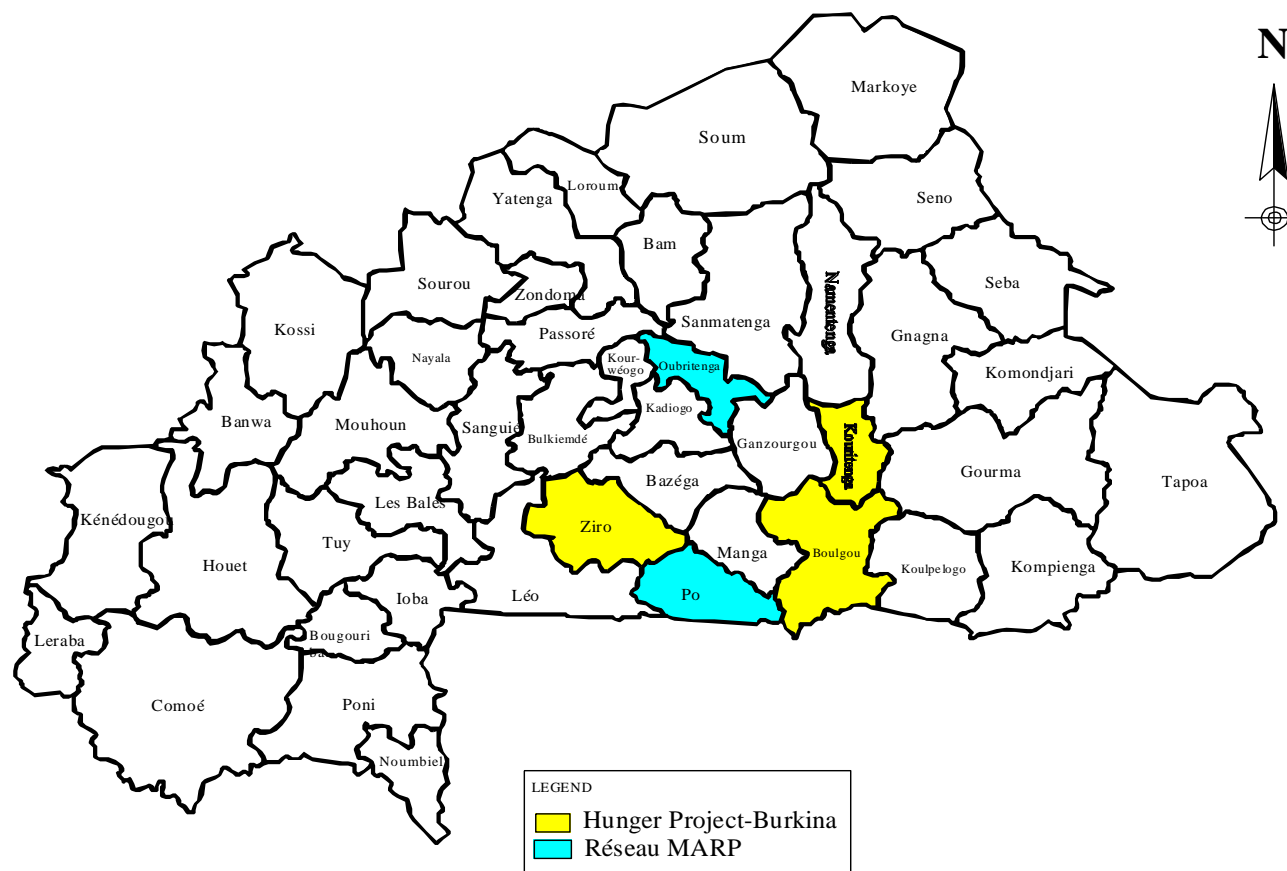 N
Markoye
Soum
Loroum
Yatenga
Seno
Bam
Sourou
Zondoma
Namentenga
Seba
Kossi
Sanmatenga
Gnagna
Passoré
Nayala
Kour-
wéogo
Oubritenga
Komondjari
Banwa
Mouhoun
Sanguié
Bulkiemdé
Kadiogo
Ganzourgou
Kouritenga
Gourma
Tapoa
Bazéga
Les Balés
Kénédougou
Ziro
Tuy
Houet
Manga
Boulgou
Koulpelogo
Kompienga
Ioba
Léo
Po
Leraba
Bougouri
Comoé
Poni
Noumbiel
LEGEND
Hunger Project-Burkina
Réseau MARP